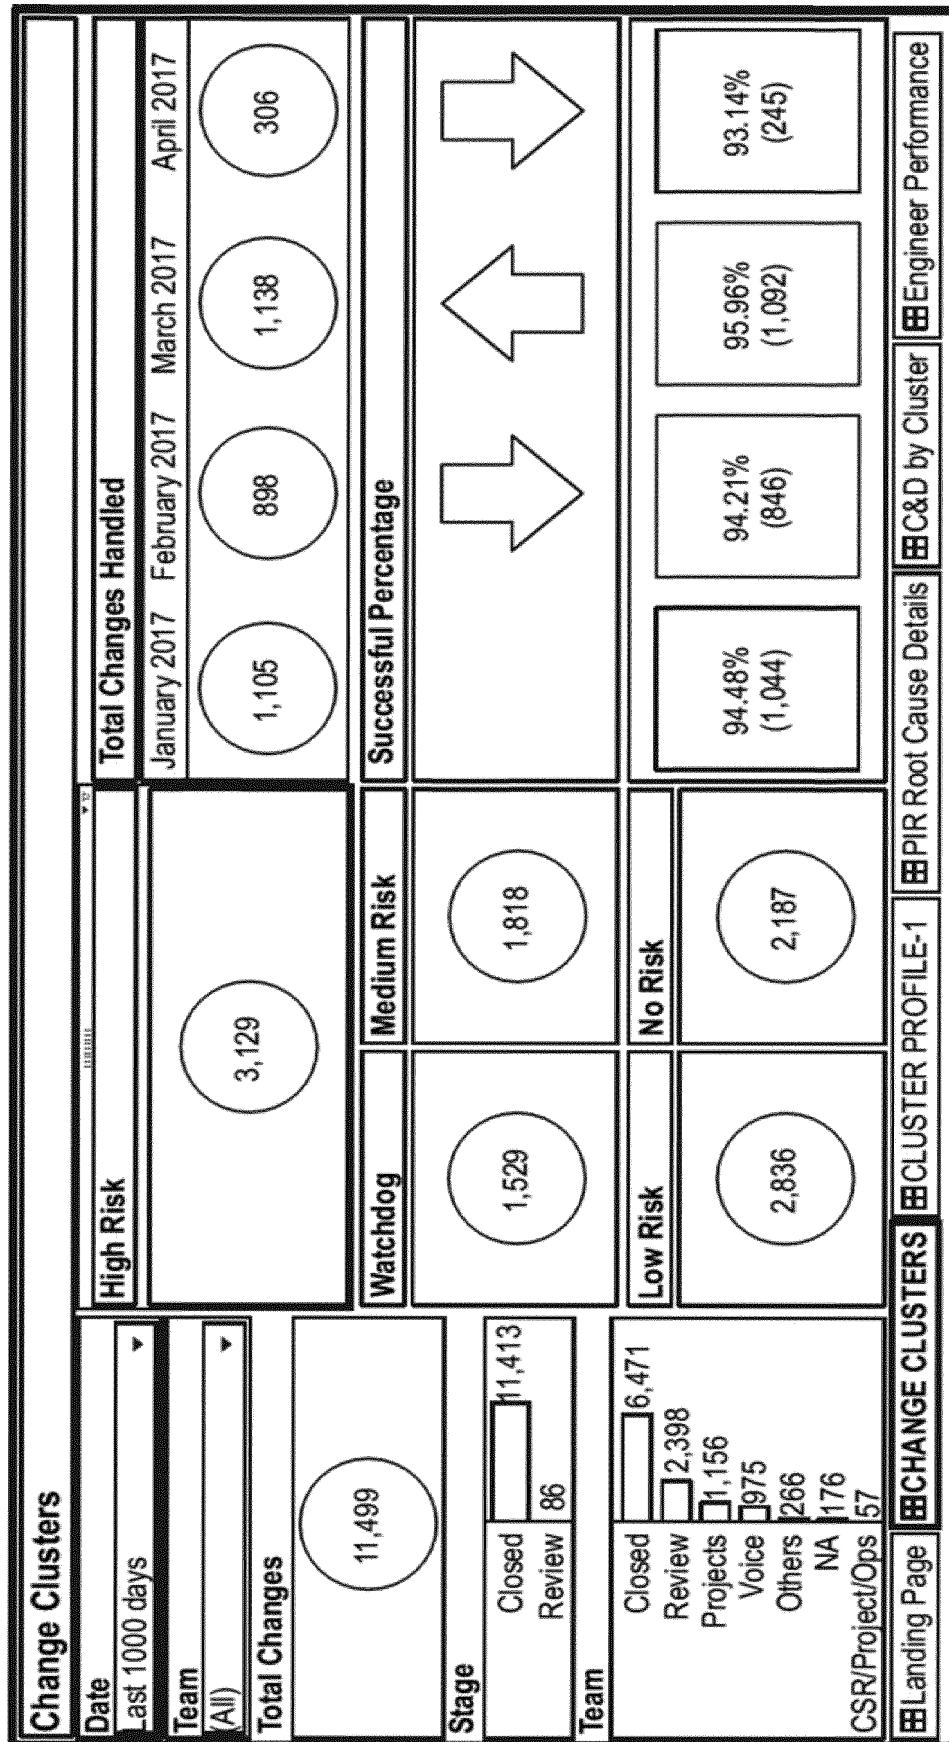 Change Clusters
Date
Last 1000 days
Team
(All)
Total Changes
11,499
Stage
Closed 11,413
Review 86
Team
Closed 6,471
Review 2,398
Projects 1,156
Voice 975
Others 266
NA 176
CSR/Project/Ops 57
High Risk
3,129
Watchdog
1,529
Medium Risk
1,818
Low Risk
2,836
No Risk
2,187
Total Changes Handled
January 2017 February 2017 March 2017 April 2017
1,105 898 1,138 306
Successful Percentage
94.48% 94.21% 95.96% 93.14%
(1,044) (846) (1,092) (245)
Landing Page CHANGE CLUSTERS CLUSTER PROFILE-1 PIR Root Cause Details C&D by Cluster Engineer Performance